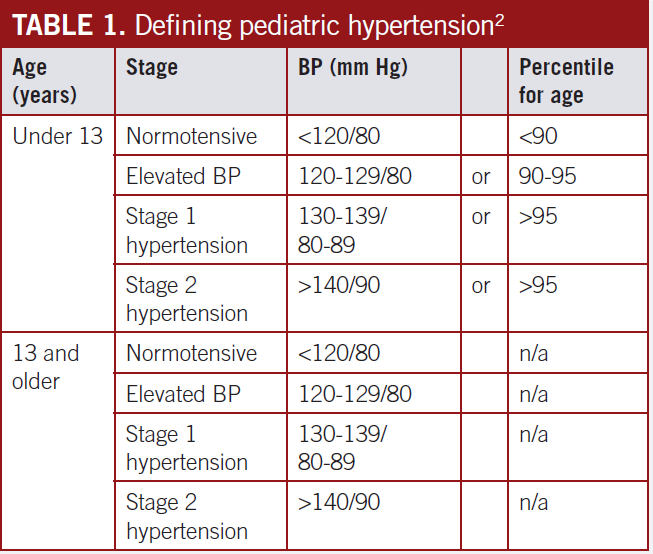 TABLE 1. Defining pediatric hypertension²
Age (years) Stage BP (mm Hg) Percentile for age
Under 13 Normotensive <120/80 <90
Elevated BP 120-129/80 or 90-95
Stage 1 hypertension 130-139/80-89 or >95
Stage 2 hypertension >140/90 or >95
13 and older Normotensive <120/80 n/a
Elevated BP 120-129/80 n/a
Stage 1 hypertension 130-139/80-89 n/a
Stage 2 hypertension >140/90 n/a